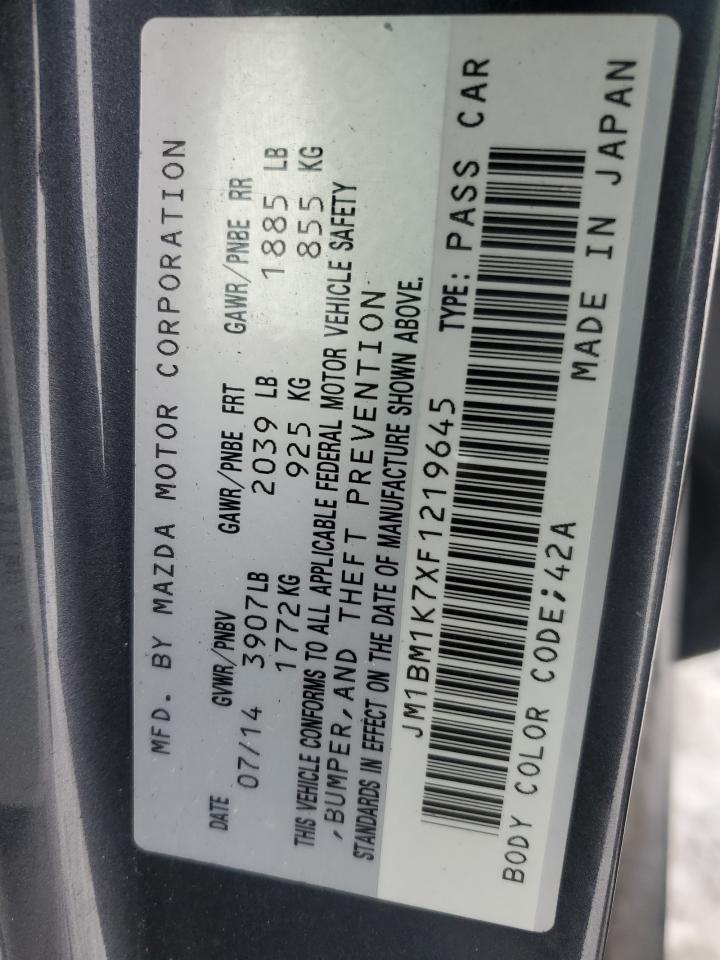 MFD. BY MAZDA MOTOR CORPORATION
DATE GVWR/PNBV GAWR/PNBE FRT GAWR/PNBE RR
07/14 3907LB 2039 LB 1885 LB
1772KG 925 KG 855 KG
THIS VEHICLE CONFORMS TO ALL APPLICABLE FEDERAL MOTOR VEHICLE SAFETY
,BUMPER,AND THEFT PREVENTION
STANDARDS IN EFFECT ON THE DATE OF MANUFACTURE SHOWN ABOVE.
JM1BM1K7XF1219645 TYPE: PASS CAR
BODY COLOR CODE;42A MADE IN JAPAN